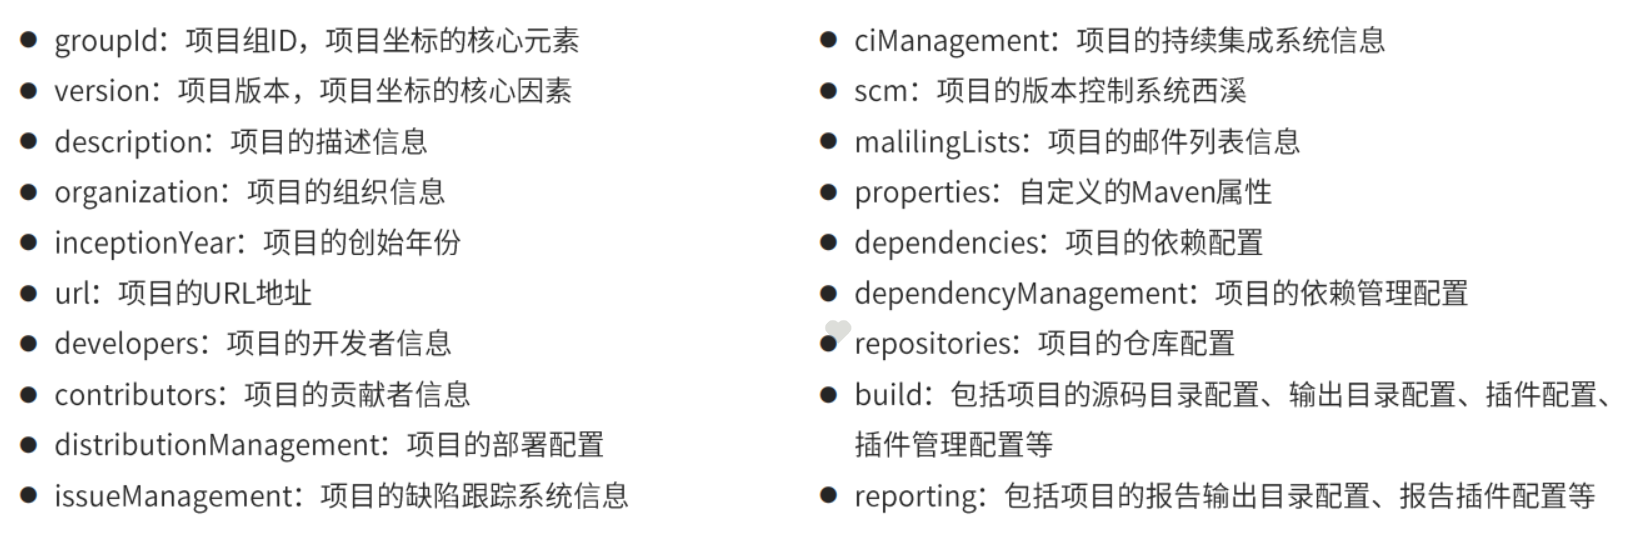 ● groupId：项目组ID，项目坐标的核心元素
● version：项目版本，项目坐标的核心因素
● description：项目的描述信息
● organization：项目的组织信息
● inceptionYear：项目的创始年份
● url：项目的URL地址
● developers：项目的开发者信息
● contributors：项目的贡献者信息
● distributionManagement：项目的部署配置
● issueManagement：项目的缺陷跟踪系统信息
● ciManagement：项目的持续集成系统信息
● scm：项目的版本控制系统西溪
● malilingLists：项目的邮件列表信息
● properties：自定义的Maven属性
● dependencies：项目的依赖配置
● dependencyManagement：项目的依赖管理配置
● repositories：项目的仓库配置
● build：包括项目的源码目录配置、输出目录配置、插件配置、
插件管理配置等
● reporting：包括项目的报告输出目录配置、报告插件配置等